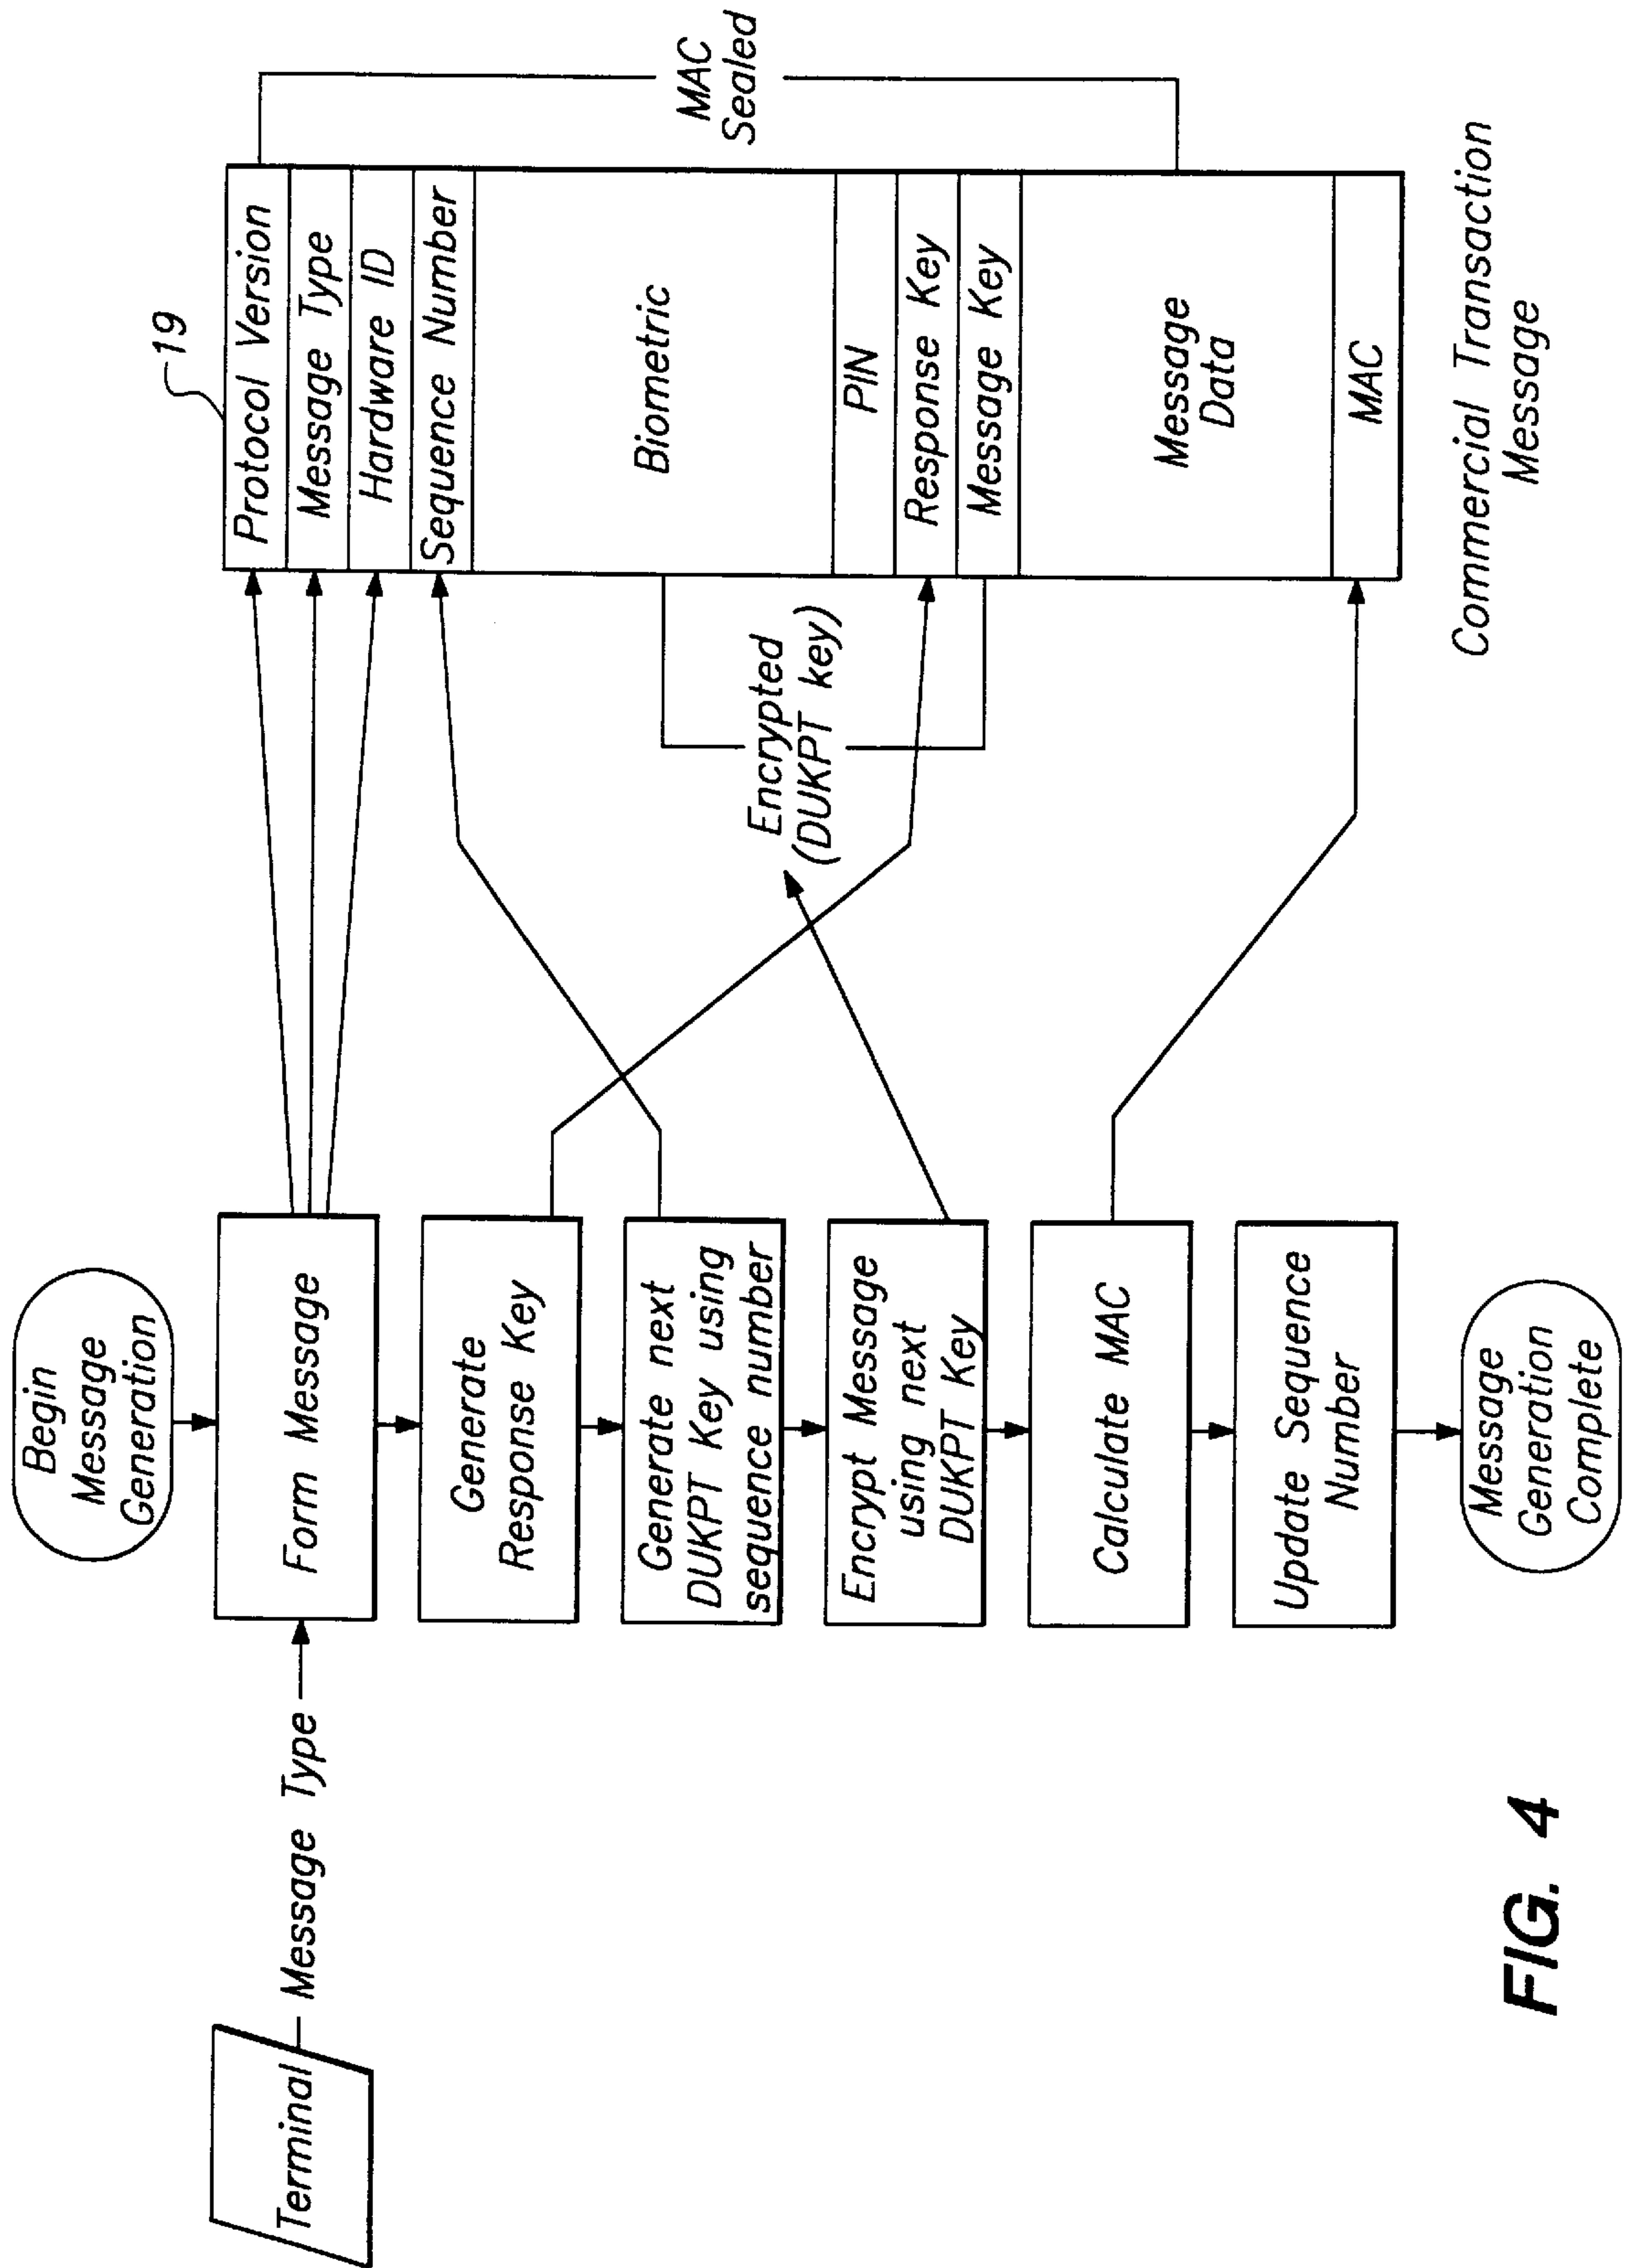 Terminal
Message Type
Begin
Message
Generation
Form Message
Generate
Response Key
Generate next
DUKPT Key using
sequence number
Encrypt Message
using next
DUKPT Key
Calculate MAC
Update Sequence
Number
Message
Generation
Complete
Encrypted
(DUKPT key)
19
Protocol Version
Message Type
Hardware ID
Sequence Number
Biometric
PIN
Response Key
Message Key
Message
Data
MAC
MAC
Sealed
Commercial Transaction
Message
FIG. 4